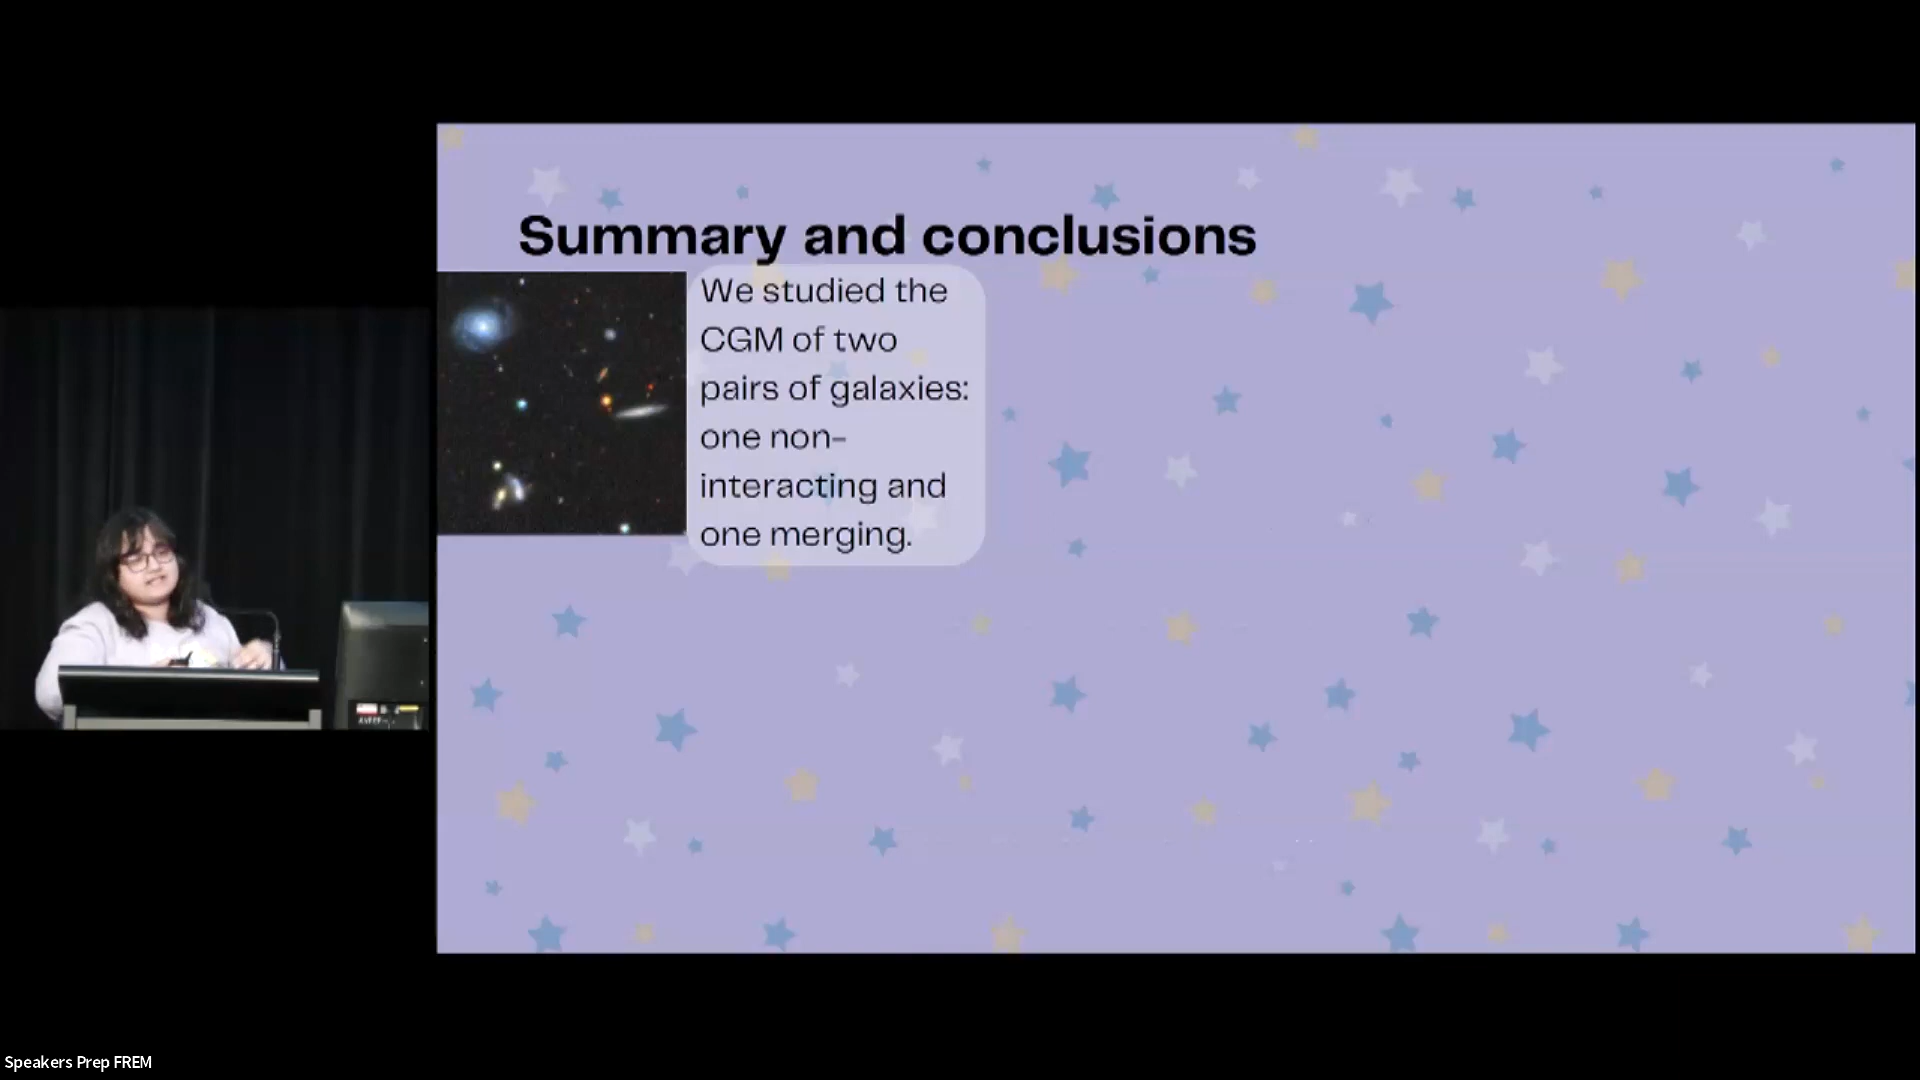 Summary and conclusions
We studied the
CGM of two
pairs of galaxies:
one non-
interacting and
one merging.
Speakers Prep FREM